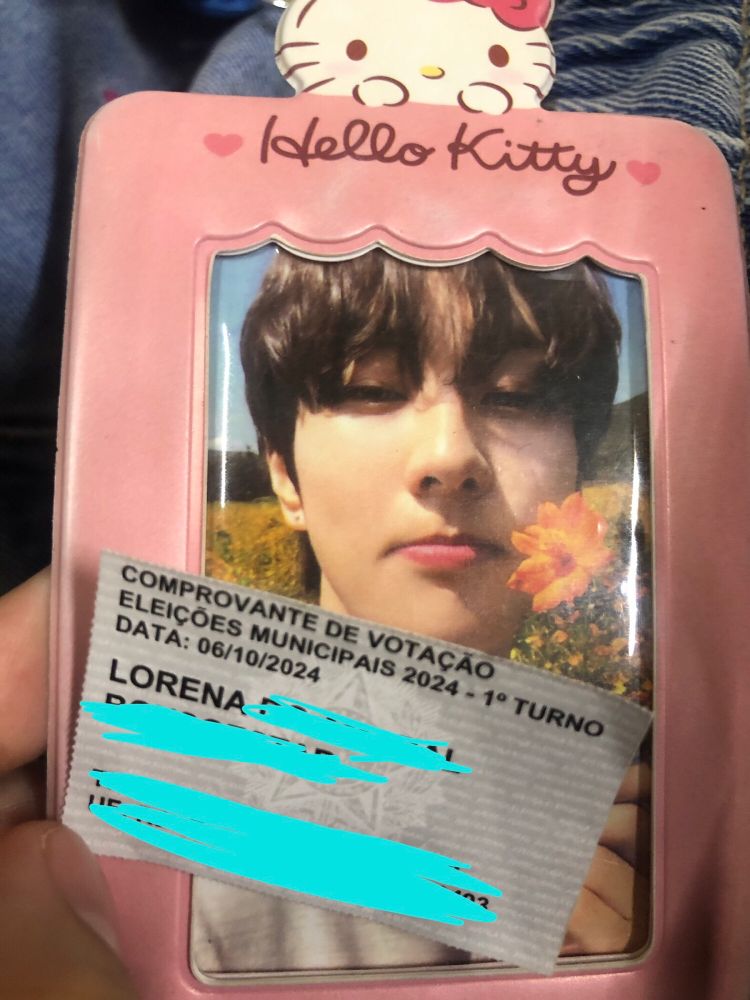 Hello Kitty
COMPROVANTE DE VOTAÇÃO
ELEIÇÕES MUNICIPAIS 2024 - 1º TURNO
DATA: 06/10/2024
LORENA